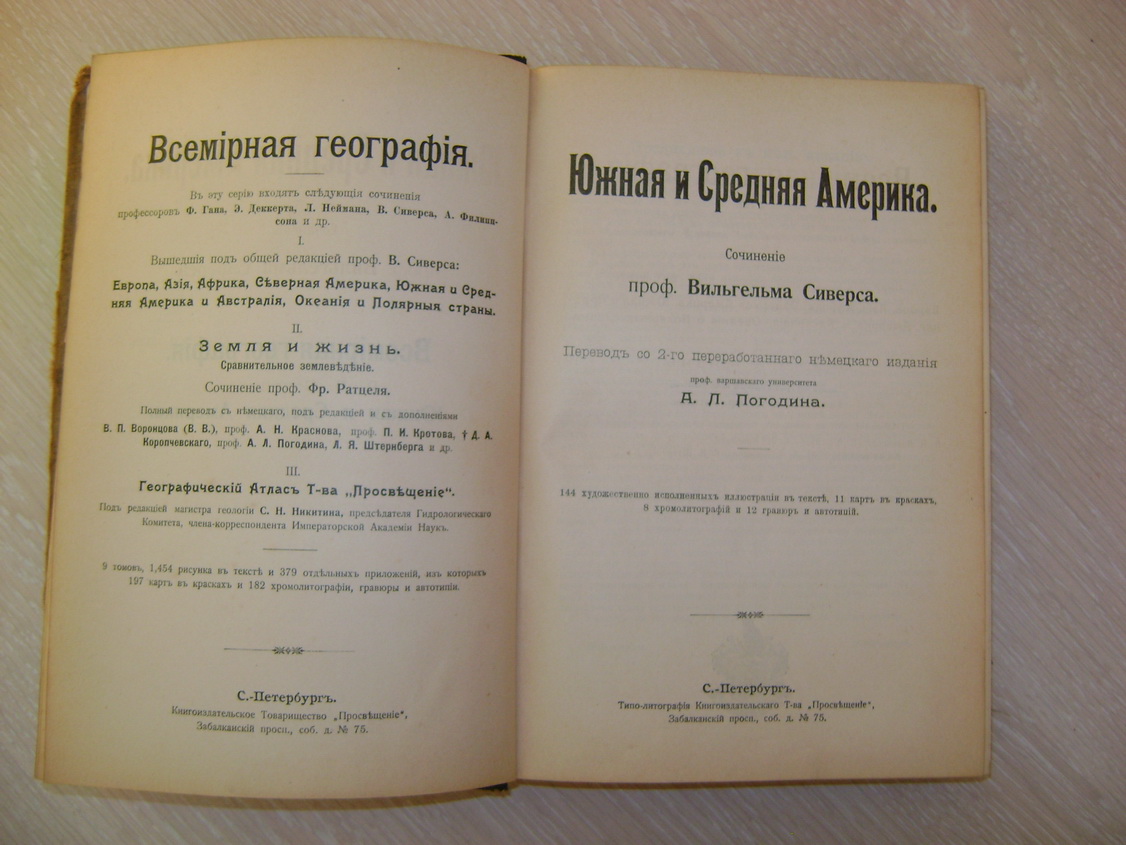 Всемірная географія.
Въ эту серію входятъ слѣдующія сочиненія
профессоровъ Ф. Гана, Э. Деккерта, Л. Неймана, В. Сиверса, А. Филипп-
сона и др.
I.
Вышедшія подъ общей редакціей проф. В. Сиверса:
Европа, Азія, Африка, Сѣверная Америка, Южная и Сред-
няя Америка и Австралія, Океанія и Полярныя страны.
II.
Земля и жизнь.
Сравнительное землевѣдѣніе.
Сочиненіе проф. Фр. Ратцеля.
Полный переводъ съ нѣмецкаго, подъ редакціей и съ дополненіями
В. П. Воронцова (В. В.), проф. А. Н. Краснова, проф. П. И. Кротова, † Д. А.
Коропчевскаго, проф. А. Л. Погодина, Л. Я. Штернберга и др.
III.
Географическій Атласъ Т-ва „Просвѣщеніе“.
Подъ редакціей магистра геологіи С. Н. Никитина, предсѣдателя Гидрологическаго
Комитета, члена-корреспондента Императорской Академіи Наукъ.
9 томовъ, 1,454 рисунка въ текстѣ и 379 отдѣльныхъ приложеній, изъ которыхъ
197 картъ въ краскахъ и 182 хромолитографіи, гравюры и автотипіи.
С.-Петербургъ.
Книгоиздательское Товарищество „Просвѣщеніе“,
Забалканскій просп., соб. д. № 75.
Южная и Средняя Америка.
Сочиненіе
проф. Вильгельма Сиверса.
Переводъ со 2-го переработаннаго нѣмецкаго изданія
проф. варшавскаго университета
А. Л. Погодина.
144 художественно исполненныхъ иллюстраціи въ текстѣ, 11 картъ въ краскахъ,
8 хромолитографій и 12 гравюръ и автотипій.
С.-Петербургъ.
Типо-литографія Книгоиздательскаго Т-ва „Просвѣщеніе“,
Забалканскій просп., соб. д. № 75.